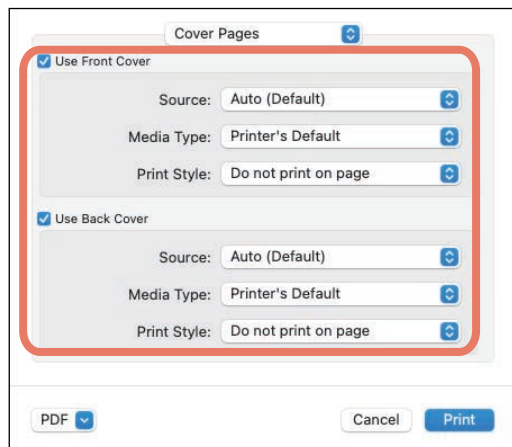 Cover Pages
Use Front Cover
Source: Auto (Default)
Media Type: Printer's Default
Print Style: Do not print on page
Use Back Cover
Source: Auto (Default)
Media Type: Printer's Default
Print Style: Do not print on page
PDF Cancel Print